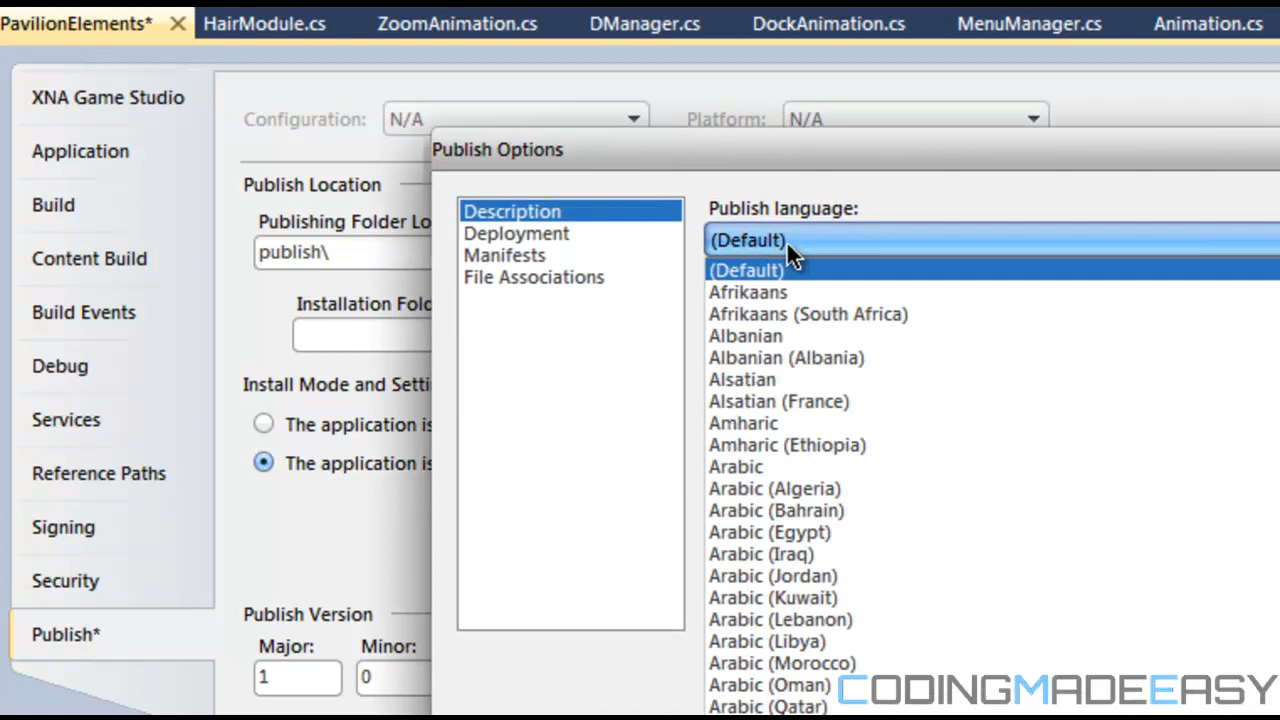 PavilionElements* HairModule.cs ZoomAnimation.cs DManager.cs DockAnimation.cs MenuManager.cs Animation.cs
XNA Game Studio
Application
Build
Content Build
Build Events
Debug
Services
Reference Paths
Signing
Security
Publish*
Configuration: N/A Platform: N/A
Publish Location
Publishing Folder Lo
publish\
Installation Fold
Install Mode and Setti
The application is
The application is
Publish Version
Major: Minor:
1 0
Publish Options
Description
Deployment
Manifests
File Associations
Publish language:
(Default)
(Default)
Afrikaans
Afrikaans (South Africa)
Albanian
Albanian (Albania)
Alsatian
Alsatian (France)
Amharic
Amharic (Ethiopia)
Arabic
Arabic (Algeria)
Arabic (Bahrain)
Arabic (Egypt)
Arabic (Iraq)
Arabic (Jordan)
Arabic (Kuwait)
Arabic (Lebanon)
Arabic (Libya)
Arabic (Morocco)
Arabic (Oman)
Arabic (Qatar)
CODINGMADEEASY